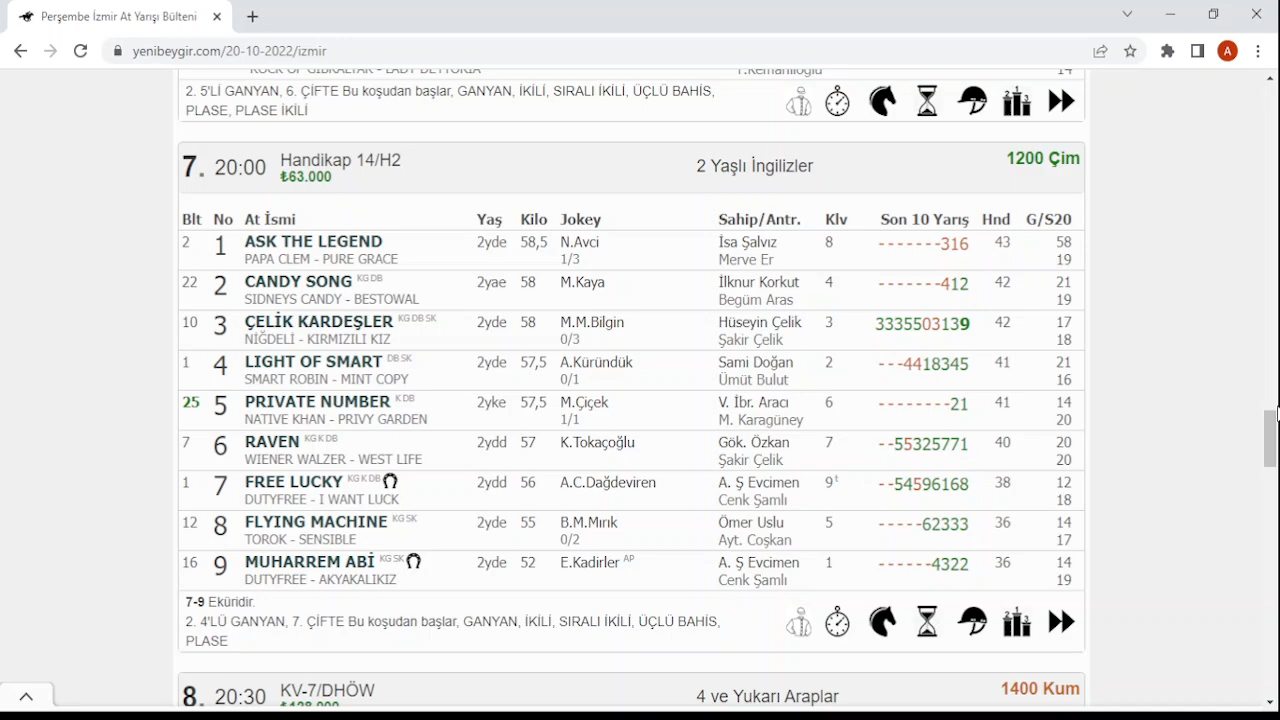 Perşembe İzmir At Yarışı Bülteni
yenibeygir.com/20-10-2022/izmir
A
ROCK OF GIBRALTAR - LADY DETTORIA T.Kemaniloğlu 14
2. 5'Lİ GANYAN, 6. ÇİFTE Bu koşudan başlar, GANYAN, İKİLİ, SIRALI İKİLİ, ÜÇLÜ BAHİS,
PLASE, PLASE İKİLİ
7. 20:00 Handikap 14/H2 2 Yaşlı İngilizler 1200 Çim
₺63.000
Blt No At İsmi Yaş Kilo Jokey Sahip/Antr. Klv Son 10 Yarış Hnd G/S20
2 1 ASK THE LEGEND 2yde 58,5 N.Avci İsa Şalvız 8 -------316 43 58
PAPA CLEM - PURE GRACE 1/3 Merve Er 19
22 2 CANDY SONG KG DB 2yae 58 M.Kaya İlknur Korkut 4 -------412 42 21
SIDNEYS CANDY - BESTOWAL Begüm Aras 19
10 3 ÇELİK KARDEŞLER KG DB SK 2yde 58 M.M.Bilgin Hüseyin Çelik 3 3335503139 42 17
NİĞDELİ - KIRMIZILI KIZ 0/3 Şakir Çelik 18
1 4 LIGHT OF SMART DB SK 2yde 57,5 A.Küründük Sami Doğan 2 ---4418345 41 21
SMART ROBIN - MINT COPY 0/1 Ümüt Bulut 16
25 5 PRIVATE NUMBER K DB 2yke 57,5 M.Çiçek V. İbr. Aracı 6 --------21 41 14
NATIVE KHAN - PRIVY GARDEN 1/1 M. Karagüney 20
7 6 RAVEN KG K DB 2ydd 57 K.Tokaçoğlu Gök. Özkan 7 --55325771 40 20
WIENER WALZER - WEST LIFE Şakir Çelik 20
1 7 FREE LUCKY KG K DB 2ydd 56 A.C.Dağdeviren A. Ş Evcimen 9t --54596168 38 12
DUTYFREE - I WANT LUCK Cenk Şamlı 18
12 8 FLYING MACHINE KG SK 2yde 55 B.M.Mırık Ömer Uslu 5 -----62333 36 14
TOROK - SENSIBLE 0/2 Ayt. Coşkan 17
16 9 MUHARREM ABİ KG SK 2yde 52 E.Kadirler AP A. Ş Evcimen 1 ------4322 36 14
DUTYFREE - AKYAKALIKIZ Cenk Şamlı 19
7-9 Eküridir.
2. 4'LÜ GANYAN, 7. ÇİFTE Bu koşudan başlar, GANYAN, İKİLİ, SIRALI İKİLİ, ÜÇLÜ BAHİS,
PLASE
8. 20:30 KV-7/DHÖW 4 ve Yukarı Araplar 1400 Kum
₺128.000